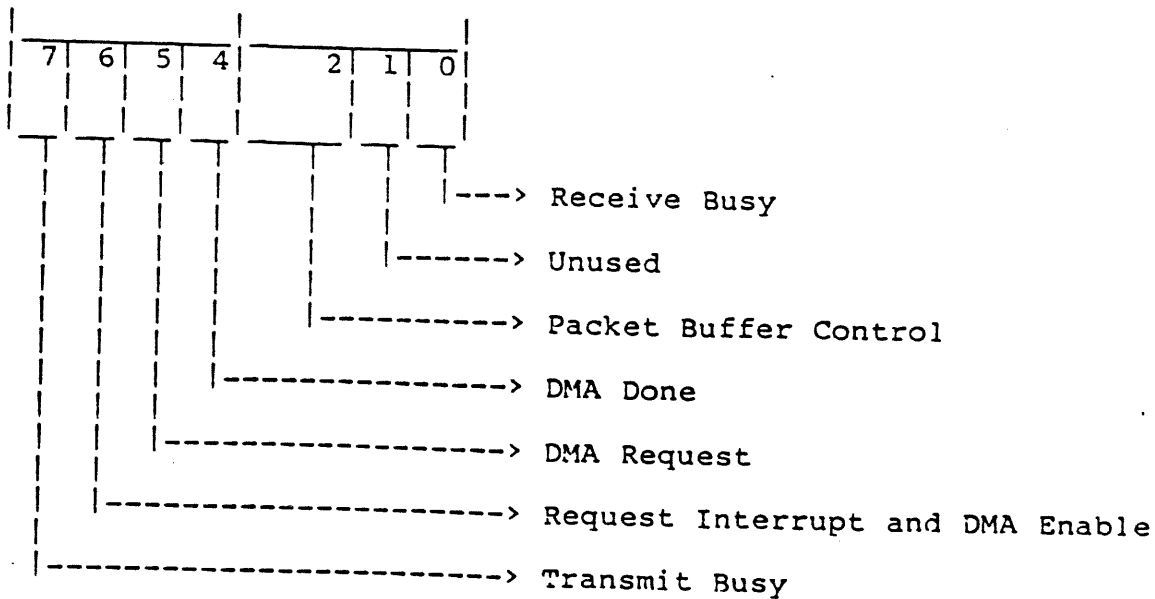 7 6 5 4 2 1 0
Receive Busy
Unused
Packet Buffer Control
DMA Done
DMA Request
Request Interrupt and DMA Enable
Transmit Busy